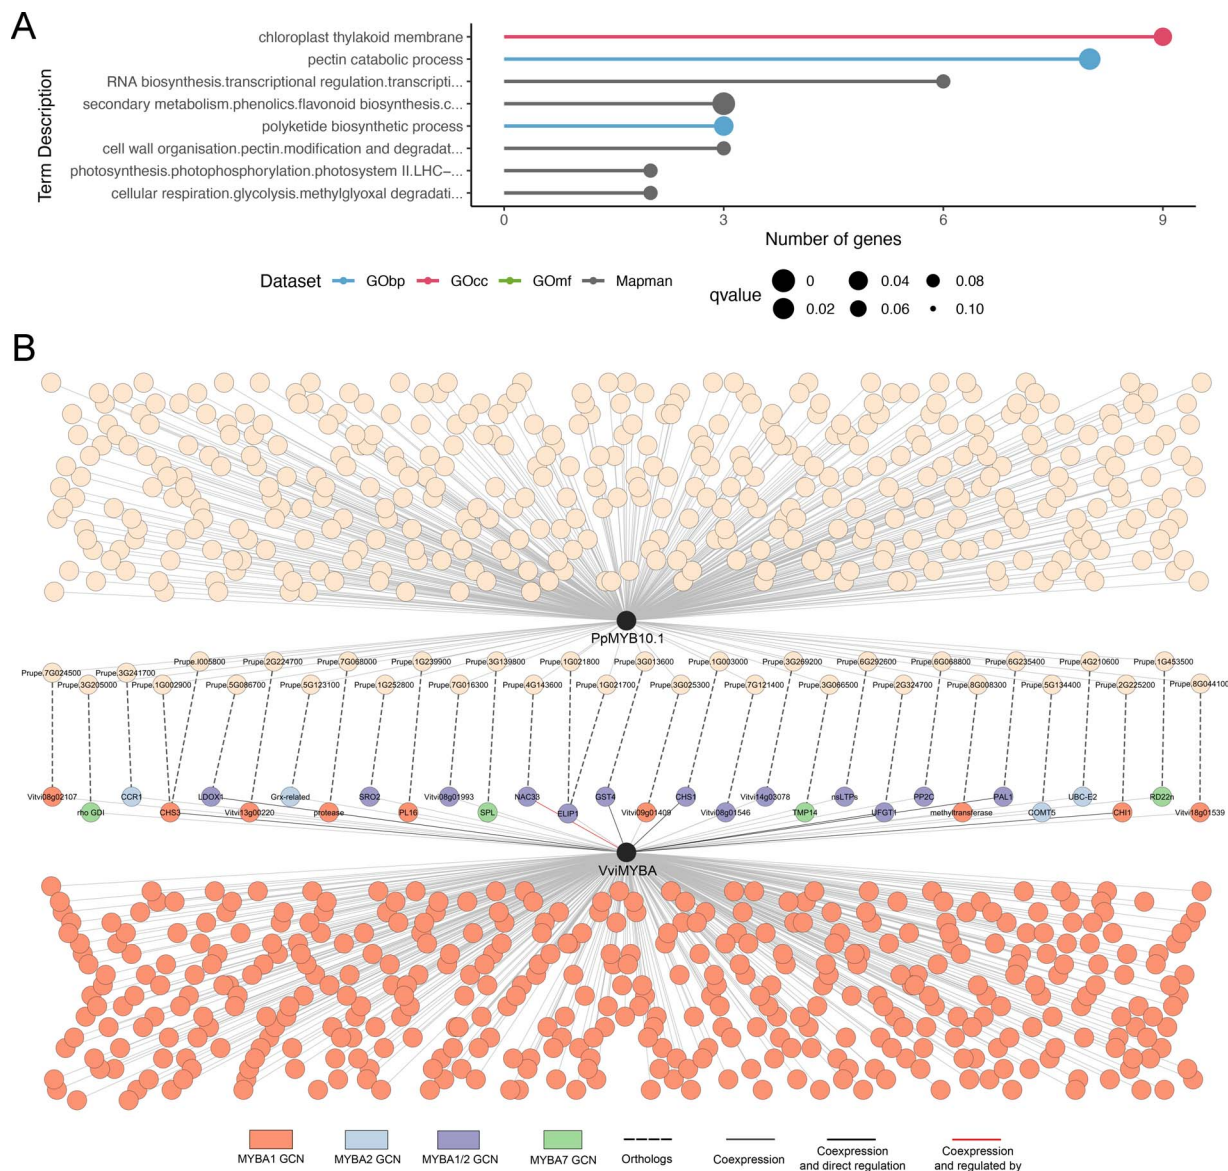 A
Term Description
chloroplast thylakoid membrane
pectin catabolic process
RNA biosynthesis.transcriptional regulation.transcripti...
secondary metabolism.phenolics.flavonoid biosynthesis.c...
polyketide biosynthetic process
cell wall organisation.pectin.modification and degradat...
photosynthesis.photophosphorylation.photosystem II.LHC−...
cellular respiration.glycolysis.methylglyoxal degradati...
0 3 6 9
Number of genes
Dataset GObp GOcc GOmf Mapman
qvalue 0 0.04 0.08
0.02 0.06 0.10
B
PpMYB10.1
Prupe.I005800 Prupe.2G224700 Prupe.7G068000 Prupe.1G239900 Prupe.3G139800 Prupe.1G021800 Prupe.3G013600 Prupe.1G003000 Prupe.3G269200 Prupe.6G292600 Prupe.6G068800 Prupe.6G235400 Prupe.4G210600 Prupe.1G453500
Prupe.7G024500 Prupe.3G241700
Prupe.3G205000 Prupe.1G002900 Prupe.5G086700 Prupe.5G123100 Prupe.1G252800 Prupe.7G016300 Prupe.4G143600 Prupe.1G021700 Prupe.3G025300 Prupe.7G121400 Prupe.3G066500 Prupe.2G324700 Prupe.8G008300 Prupe.5G134400 Prupe.2G225200 Prupe.8G044100
Vitvi08g02107 CCR1 LDOX1 Grx-related SRO2 Vitvi08g01993 NAC33 GST4 CHS1 Vitvi14g03078 nsLTPs PP2C PAL1 UBC-E2 RD22n
rho GDI CHS3 Vitvi13g00220 protease PL16 SPL ELIP1 Vitvi09g01409 Vitvi08g01546 TMP14 UFGT1 methyltransferase COMT5 CHI1 Vitvi18g01539
VviMYBA
MYBA1 GCN MYBA2 GCN MYBA1/2 GCN MYBA7 GCN Orthologs Coexpression Coexpression and direct regulation Coexpression and regulated by